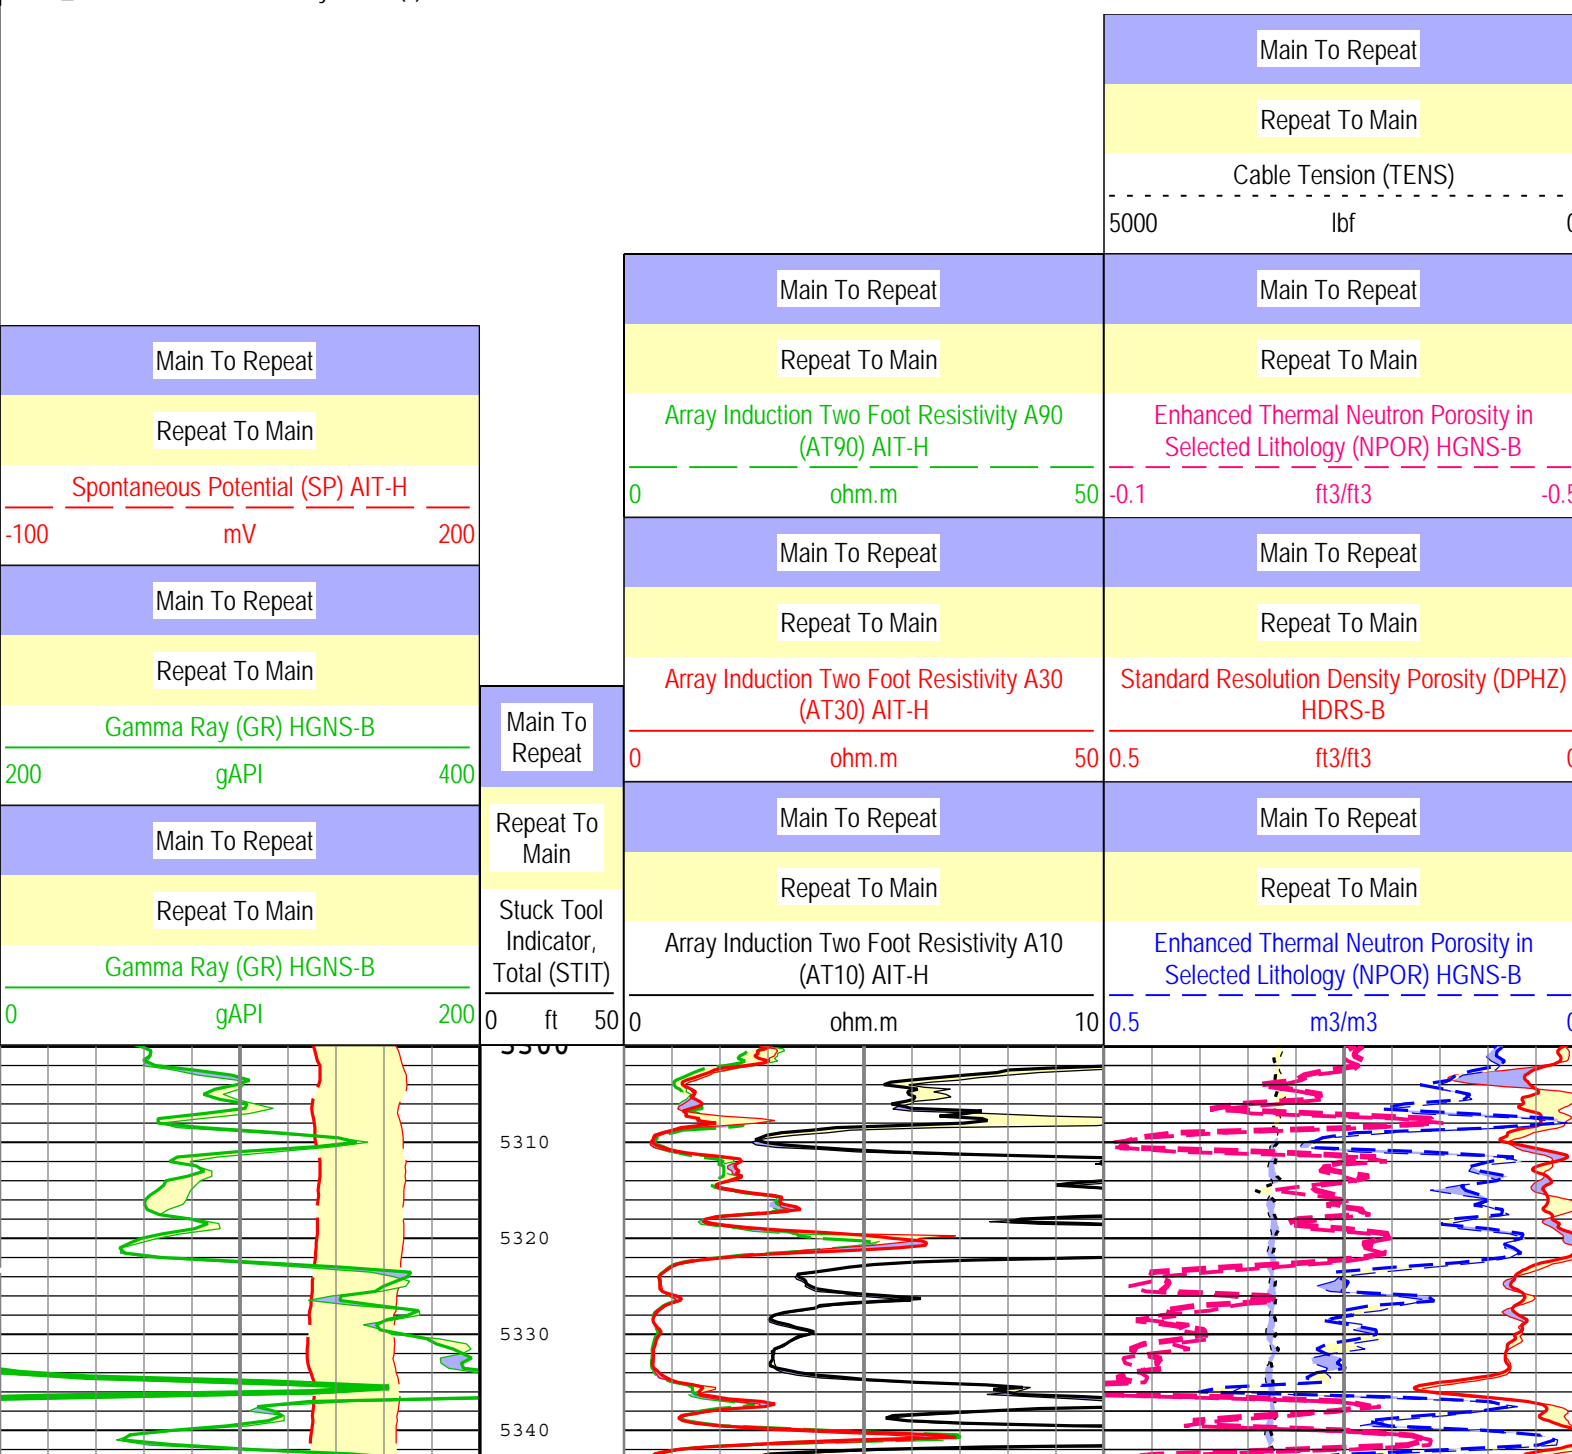 Main To Repeat
Repeat To Main
Cable Tension (TENS)
5000 lbf
Main To Repeat
Repeat To Main
Array Induction Two Foot Resistivity A90
(AT90) AIT-H
0 ohm.m 50
Main To Repeat
Repeat To Main
Enhanced Thermal Neutron Porosity in
Selected Lithology (NPOR) HGNS-B
-0.1 ft3/ft3
Main To Repeat
Repeat To Main
Spontaneous Potential (SP) AIT-H
-100 mV 200
Main To Repeat
Repeat To Main
Array Induction Two Foot Resistivity A30
(AT30) AIT-H
0 ohm.m 50
Main To Repeat
Repeat To Main
Standard Resolution Density Porosity (DPHZ)
HDRS-B
0.5 ft3/ft3
Main To Repeat
Repeat To Main
Gamma Ray (GR) HGNS-B
200 gAPI 400
Main To Repeat
Repeat To Main
Gamma Ray (GR) HGNS-B
0 gAPI 200
Main To
Repeat
Repeat To
Main
Stuck Tool
Indicator,
Total (STIT)
0 ft 50
Main To Repeat
Repeat To Main
Array Induction Two Foot Resistivity A10
(AT10) AIT-H
0 ohm.m 10
Main To Repeat
Repeat To Main
Enhanced Thermal Neutron Porosity in
Selected Lithology (NPOR) HGNS-B
0.5 m3/m3
5310
5320
5330
5340